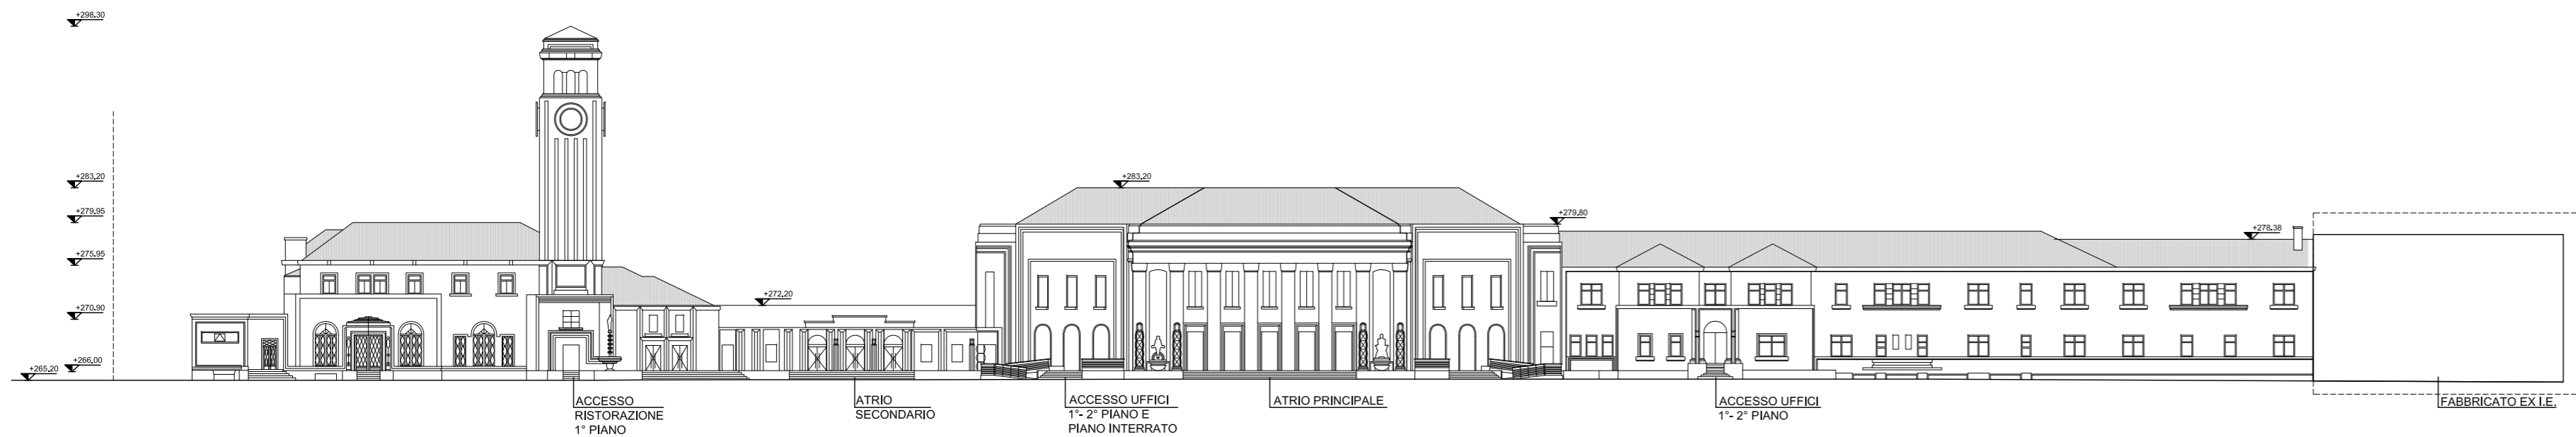 +298.30
+283,20
+283,20
+279.95
+279.80
+278.38
+275.95
+272.20
+270.90
+266.00
+265.20
ACCESSO
RISTORAZIONE
1° PIANO
ATRIO
SECONDARIO
ACCESSO UFFICI
1°- 2° PIANO E
PIANO INTERRATO
ATRIO PRINCIPALE
ACCESSO UFFICI
1°- 2° PIANO
FABBRICATO EX I.E.